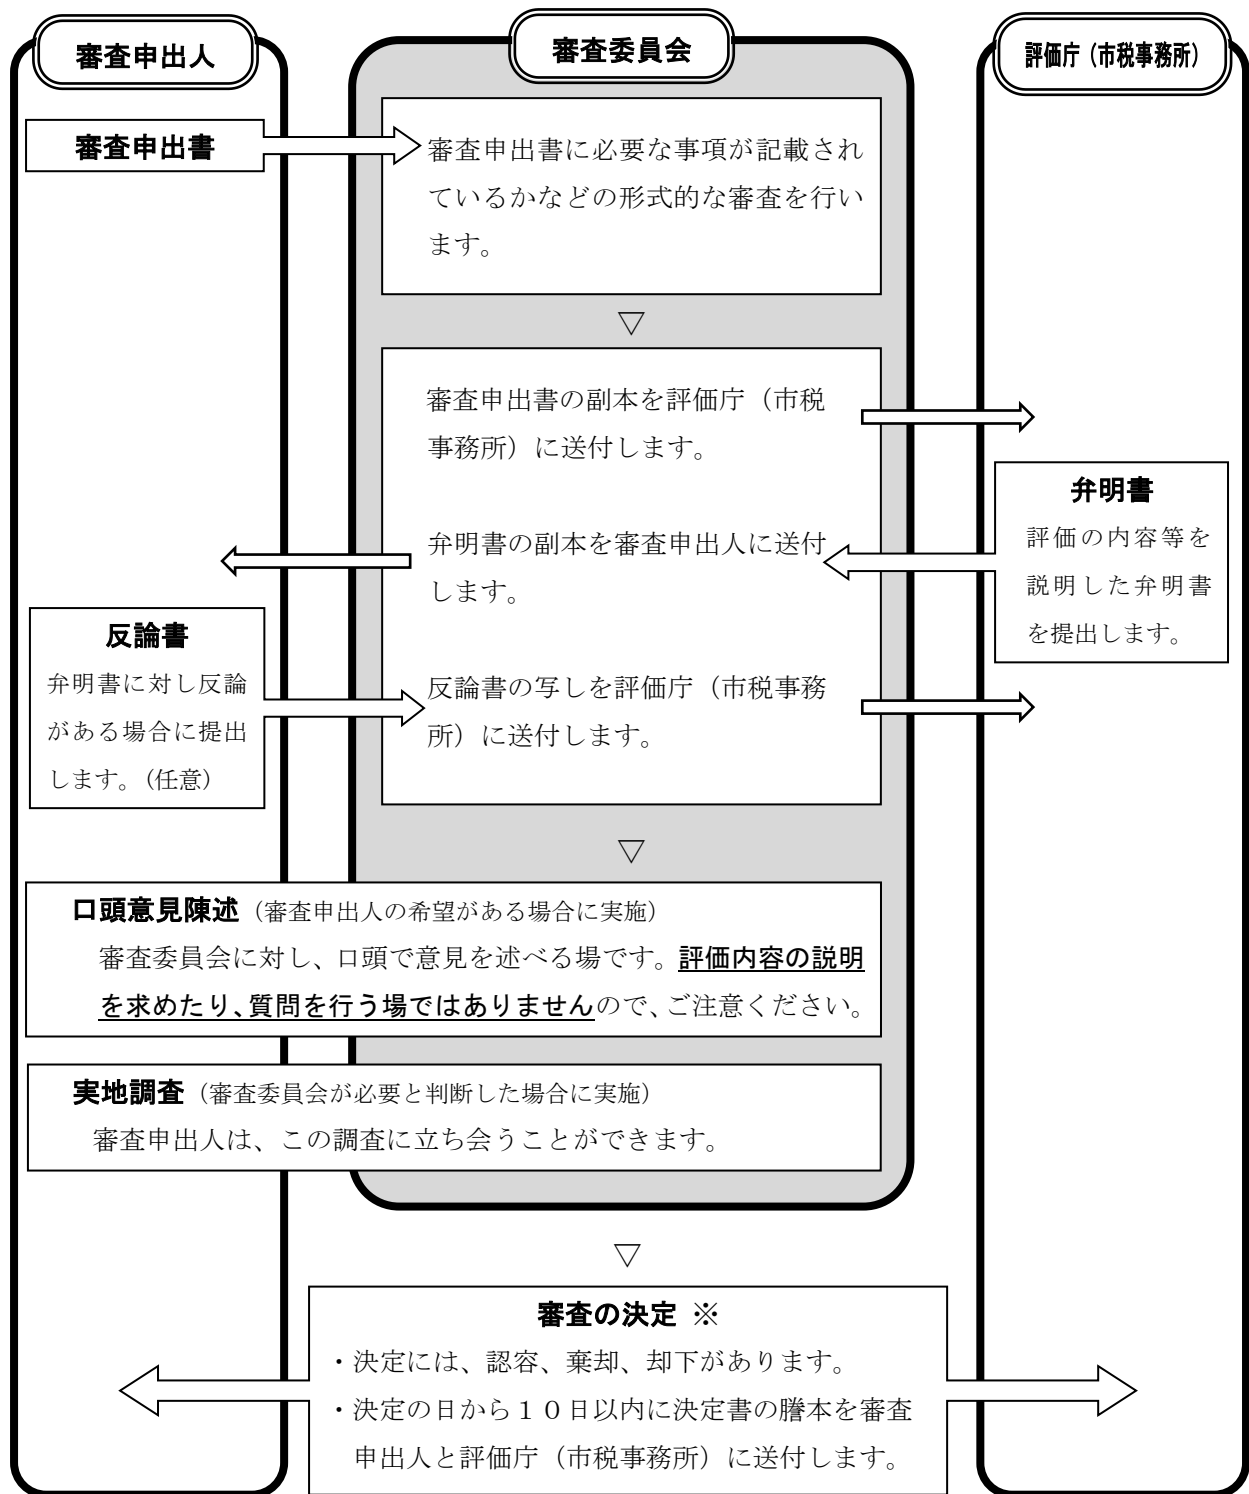 審査申出人
審査委員会
評価庁（市税事務所）
審査申出書
審査申出書に必要な事項が記載され
ているかなどの形式的な審査を行い
ます。
▽
審査申出書の副本を評価庁（市税
事務所）に送付します。
弁明書
評価の内容等を
説明した弁明書
を提出します。
弁明書の副本を審査申出人に送付
します。
反論書
弁明書に対し反論
がある場合に提出
します。（任意）
反論書の写しを評価庁（市税事務
所）に送付します。
▽
口頭意見陳述（審査申出人の希望がある場合に実施）
審査委員会に対し、口頭で意見を述べる場です。評価内容の説明
を求めたり、質問を行う場ではありませんので、ご注意ください。
実地調査（審査委員会が必要と判断した場合に実施）
審査申出人は、この調査に立ち会うことができます。
▽
審査の決定 ※
・決定には、認容、棄却、却下があります。
・決定の日から１０日以内に決定書の謄本を審査
申出人と評価庁（市税事務所）に送付します。